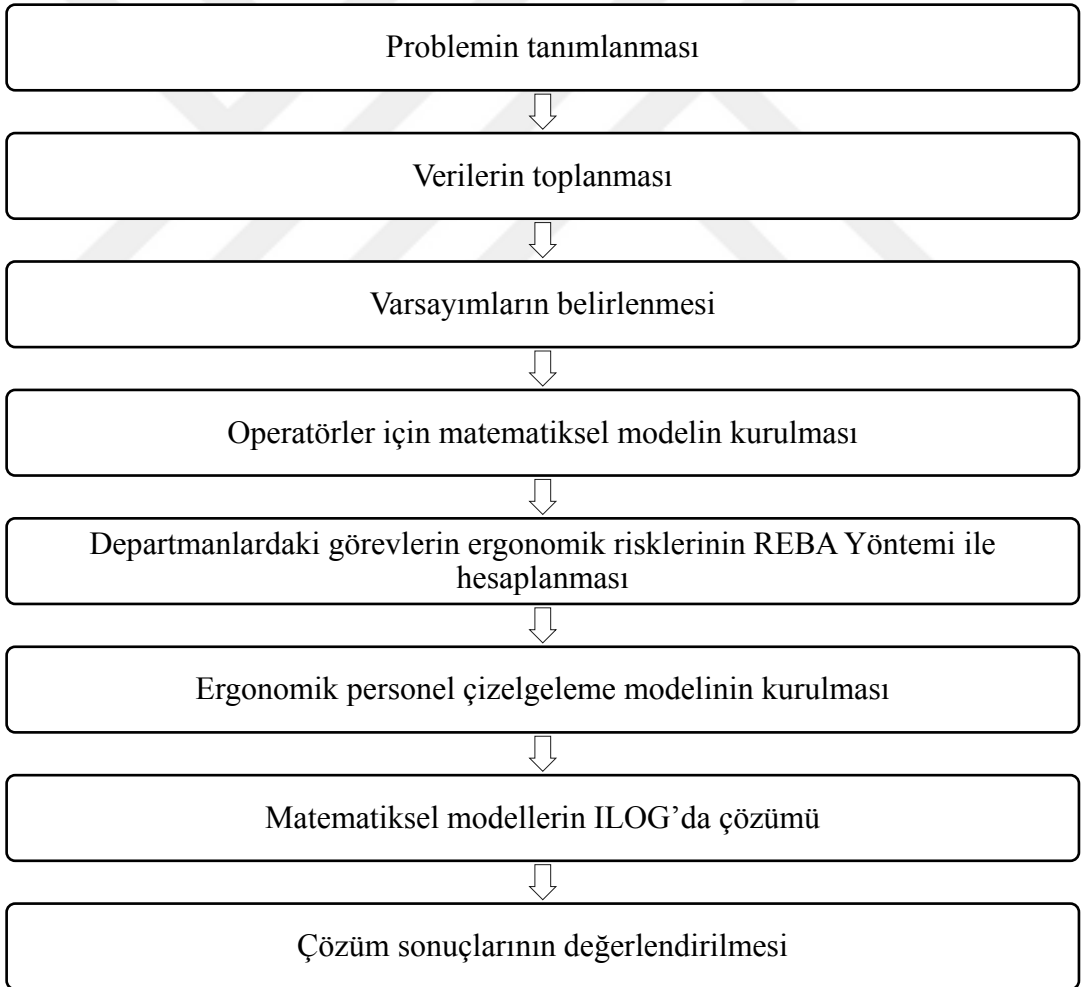 Problemin tanımlanması
Verilerin toplanması
Varsayımların belirlenmesi
Operatörler için matematiksel modelin kurulması
Departmanlardaki görevlerin ergonomik risklerinin REBA Yöntemi ile
hesaplanması
Ergonomik personel çizelgeleme modelinin kurulması
Matematiksel modellerin ILOG’da çözümü
Çözüm sonuçlarının değerlendirilmesi